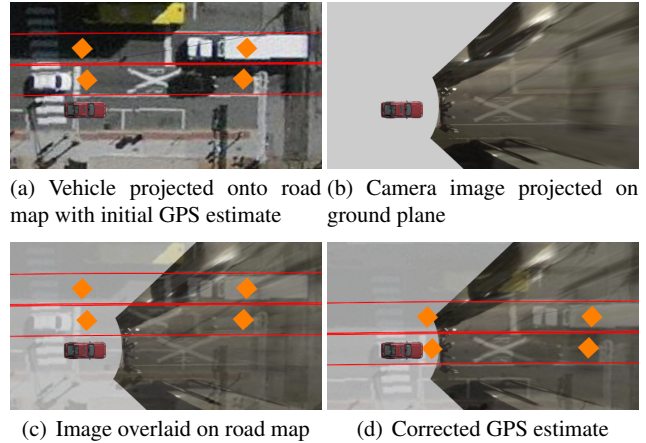 (a) Vehicle projected onto road
map with initial GPS estimate
(b) Camera image projected on
ground plane
(c) Image overlaid on road map
(d) Corrected GPS estimate